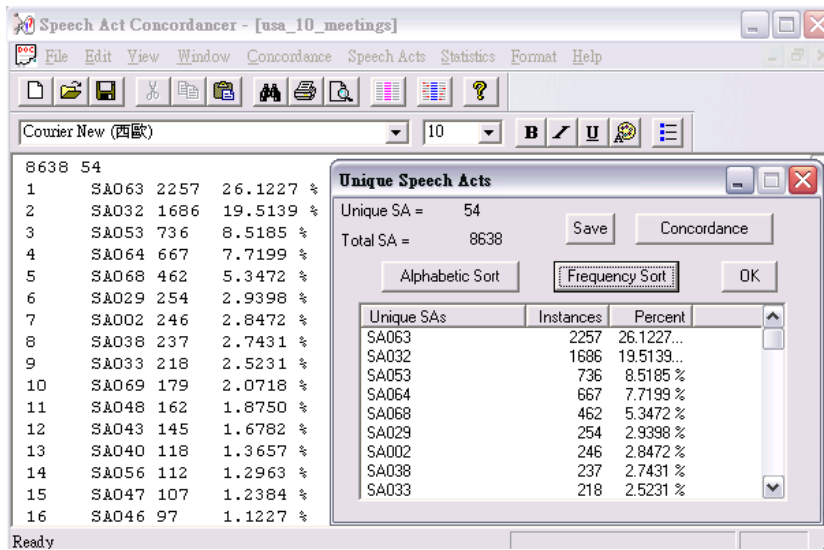 Speech Act Concordancer - [usa_10_meetings]
File Edit View Window Concordance Speech Acts Statistics Format Help
Courier New (西歐) 10 B I U
8638 54
1 SA063 2257 26.1227 %
2 SA032 1686 19.5139 %
3 SA053 736 8.5185 %
4 SA064 667 7.7199 %
5 SA068 462 5.3472 %
6 SA029 254 2.9398 %
7 SA002 246 2.8472 %
8 SA038 237 2.7431 %
9 SA033 218 2.5231 %
10 SA069 179 2.0718 %
11 SA048 162 1.8750 %
12 SA043 145 1.6782 %
13 SA040 118 1.3657 %
14 SA056 112 1.2963 %
15 SA047 107 1.2384 %
16 SA046 97 1.1227 %
Unique Speech Acts
Unique SA = 54
Total SA = 8638
Save Concordance
Alphabetic Sort Frequency Sort OK
Unique SAs Instances Percent
SA063 2257 26.1227...
SA032 1686 19.5139...
SA053 736 8.5185 %
SA064 667 7.7199 %
SA068 462 5.3472 %
SA029 254 2.9398 %
SA002 246 2.8472 %
SA038 237 2.7431 %
SA033 218 2.5231 %
Ready